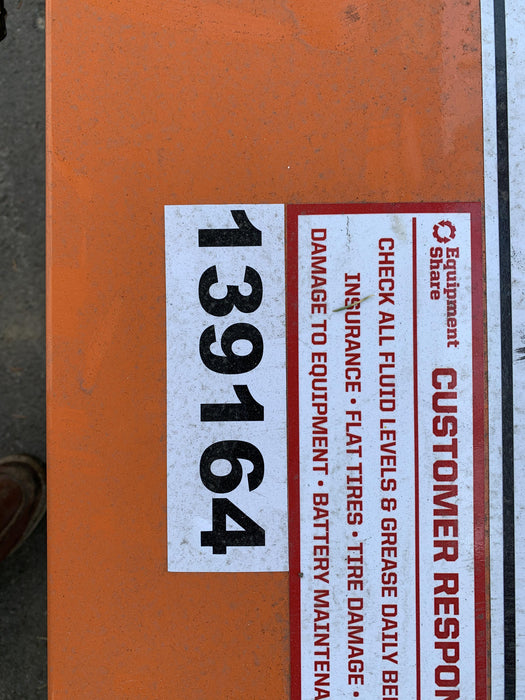 Equipment
Share
CUSTOMER RESPON
CHECK ALL FLUID LEVELS & GREASE DAILY BE
INSURANCE • FLAT TIRES • TIRE DAMAGE •
DAMAGE TO EQUIPMENT • BATTERY MAINTENA
139164